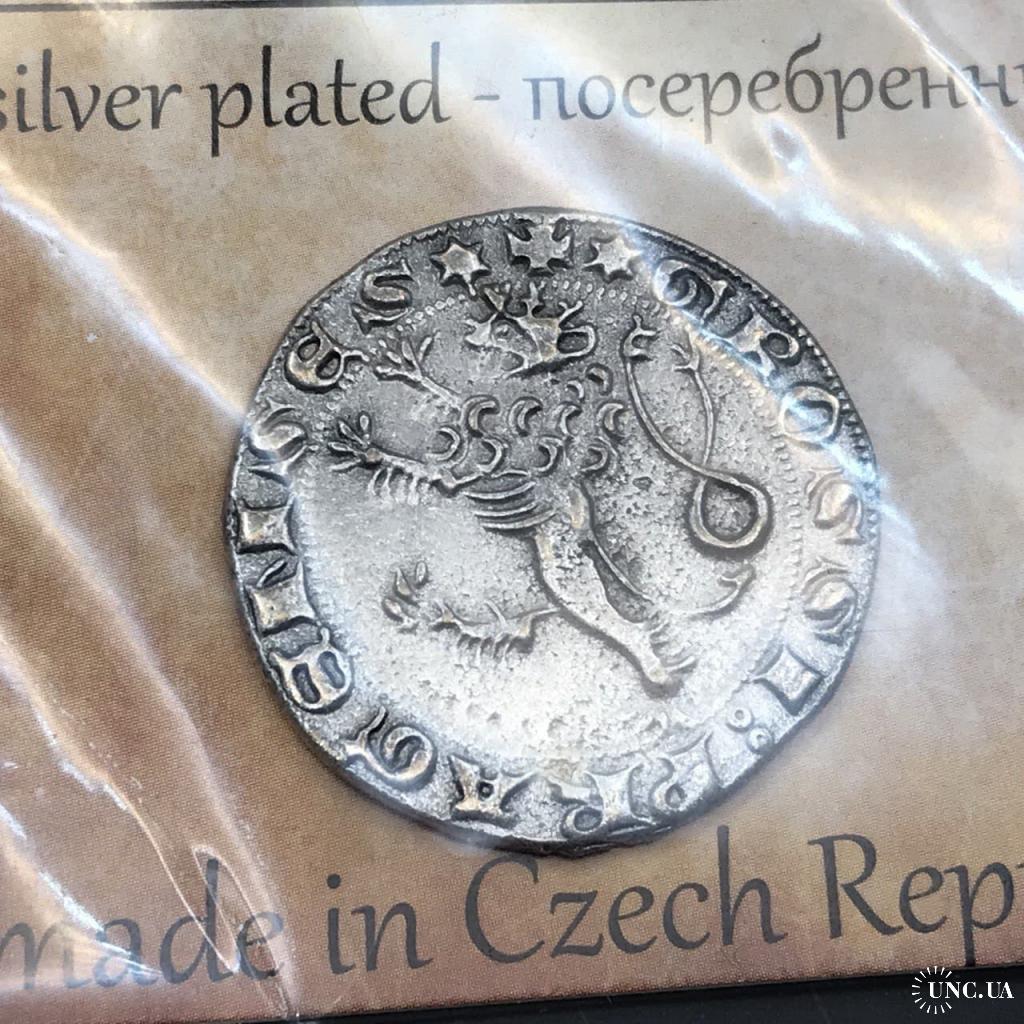 silver plated - посеребренн
GROSSI : PRAGENSES
made in Czech Rep
UNC.UA